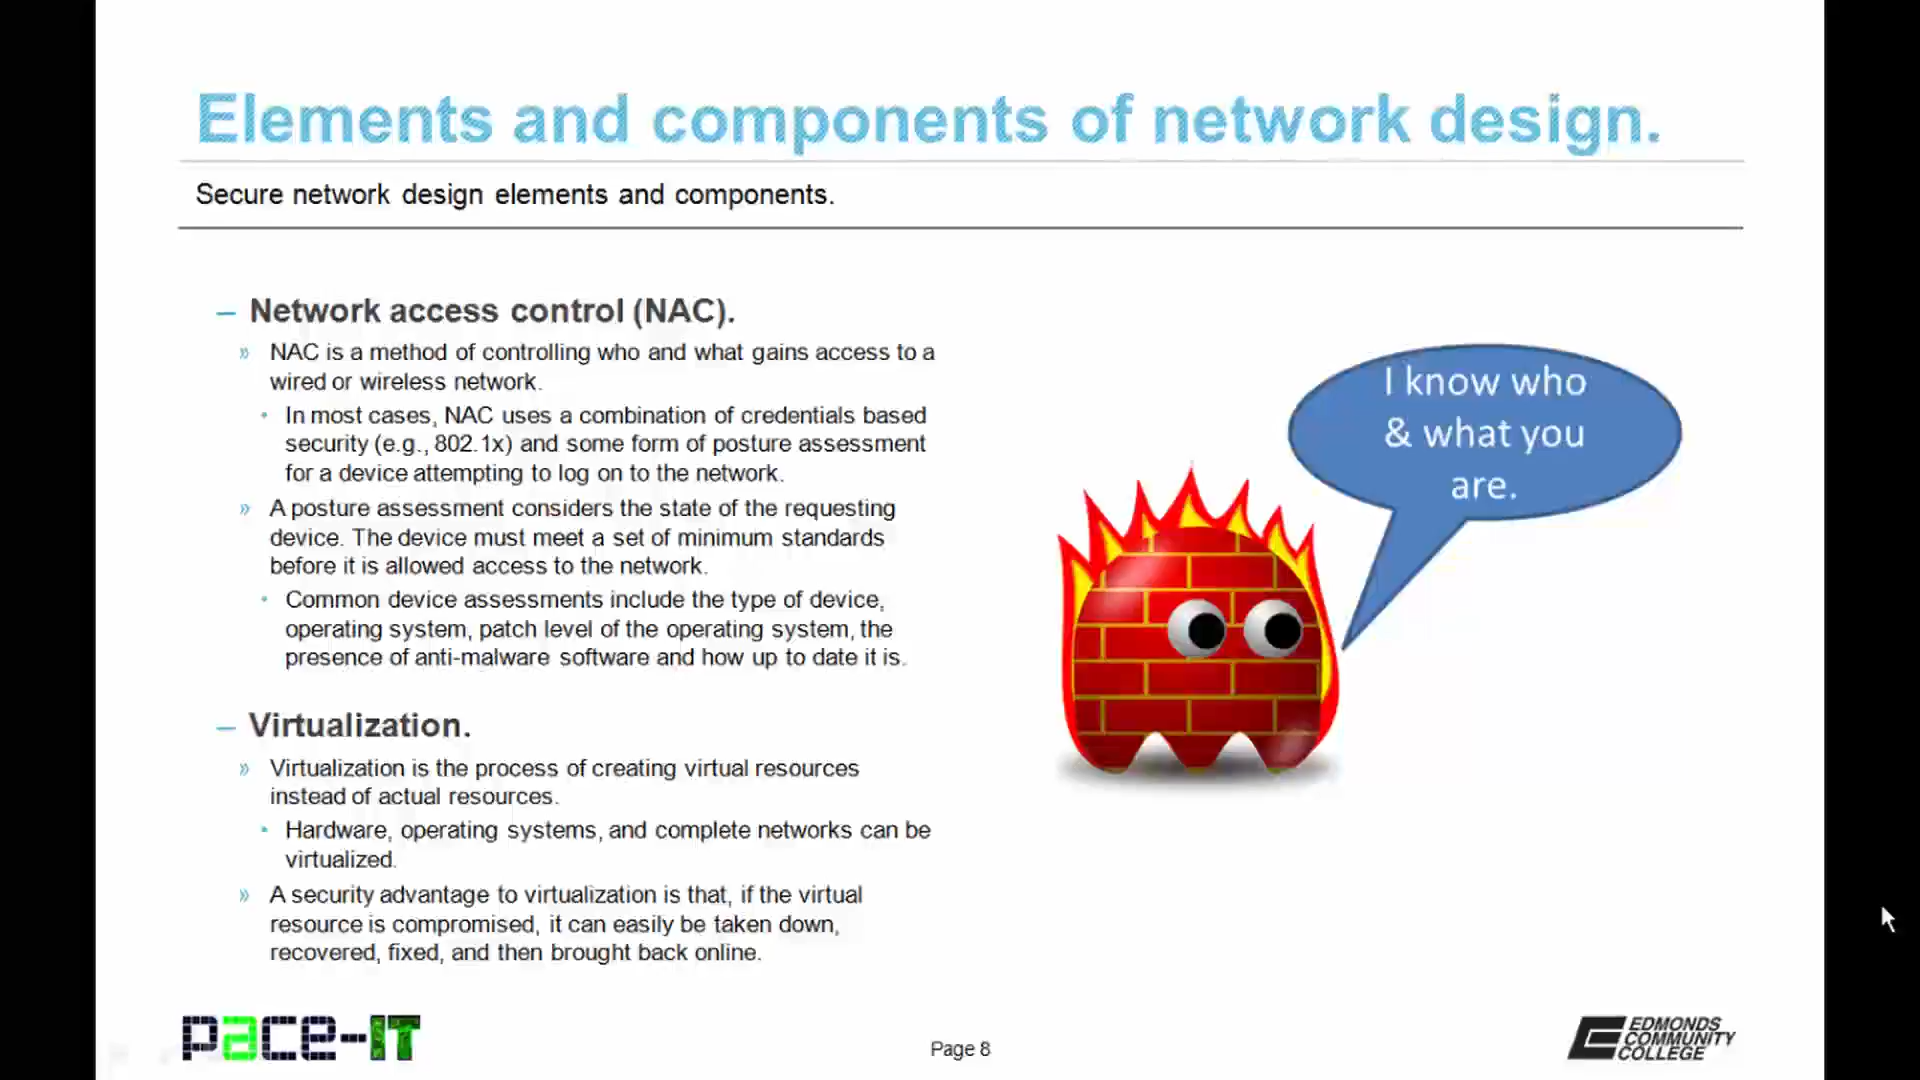 Elements and components of network design.
Secure network design elements and components.
– Network access control (NAC).
» NAC is a method of controlling who and what gains access to a
wired or wireless network.
• In most cases, NAC uses a combination of credentials based
security (e.g., 802.1x) and some form of posture assessment
for a device attempting to log on to the network.
» A posture assessment considers the state of the requesting
device. The device must meet a set of minimum standards
before it is allowed access to the network.
• Common device assessments include the type of device,
operating system, patch level of the operating system, the
presence of anti-malware software and how up to date it is.
– Virtualization.
» Virtualization is the process of creating virtual resources
instead of actual resources.
• Hardware, operating systems, and complete networks can be
virtualized.
» A security advantage to virtualization is that, if the virtual
resource is compromised, it can easily be taken down,
recovered, fixed, and then brought back online.
I know who
& what you
are.
pace-IT
Page 8
EDMONDS
COMMUNITY
COLLEGE